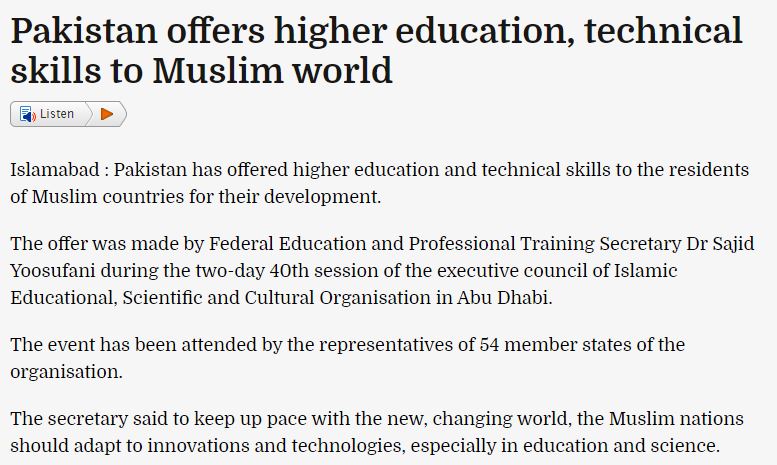 Pakistan offers higher education, technical
skills to Muslim world
Listen
Islamabad : Pakistan has offered higher education and technical skills to the residents
of Muslim countries for their development.
The offer was made by Federal Education and Professional Training Secretary Dr Sajid
Yoosufani during the two-day 40th session of the executive council of Islamic
Educational, Scientific and Cultural Organisation in Abu Dhabi.
The event has been attended by the representatives of 54 member states of the
organisation.
The secretary said to keep up pace with the new, changing world, the Muslim nations
should adapt to innovations and technologies, especially in education and science.